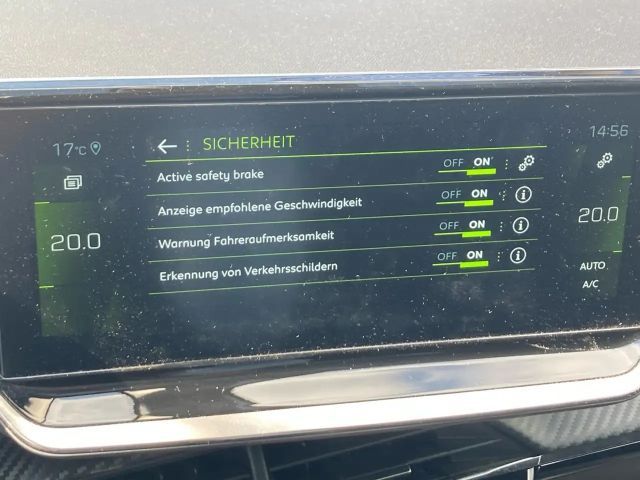 17°C
SICHERHEIT
14:56
Active safety brake OFF ON
Anzeige empfohlene Geschwindigkeit OFF ON
20.0
20.0
Warnung Fahreraufmerksamkeit OFF ON
Erkennung von Verkehrsschildern OFF ON
AUTO
A/C